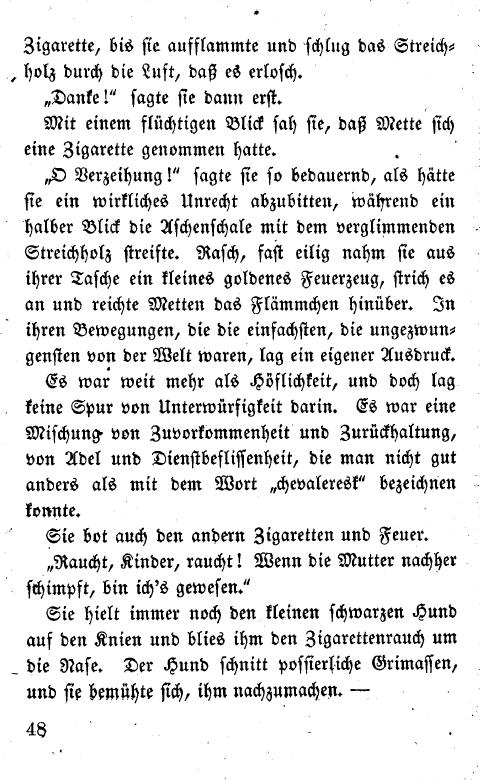 Zigarette, bis sie aufflammte und schlug das Streich-
holz durch die Luft, daß es erlosch.
„Danke!“ sagte sie dann erst.
Mit einem flüchtigen Blick sah sie, daß Mette sich
eine Zigarette genommen hatte.
„O Verzeihung!“ sagte sie so bedauernd, als hätte
sie ein wirkliches Unrecht abzubitten, während ein
halber Blick die Aschenschale mit dem verglimmenden
Streichholz streifte. Rasch, fast eilig nahm sie aus
ihrer Tasche ein kleines goldenes Feuerzeug, strich es
an und reichte Metten das Flämmchen hinüber. In
ihren Bewegungen, die die einfachsten, die ungezwun-
gensten von der Welt waren, lag ein eigener Ausdruck.
Es war weit mehr als Höflichkeit, und doch lag
keine Spur von Unterwürfigkeit darin. Es war eine
Mischung von Zuvorkommenheit und Zurückhaltung,
von Adel und Dienstbeflissenheit, die man nicht gut
anders als mit dem Wort „chevaleresk“ bezeichnen
konnte.
Sie bot auch den andern Zigaretten und Feuer.
„Raucht, Kinder, raucht! Wenn die Mutter nachher
schimpft, bin ich's gewesen.“
Sie hielt immer noch den kleinen schwarzen Hund
auf den Knien und blies ihm den Zigarettenrauch um
die Nase. Der Hund schnitt possierliche Grimassen,
und sie bemühte sich, ihm nachzumachen. —
48